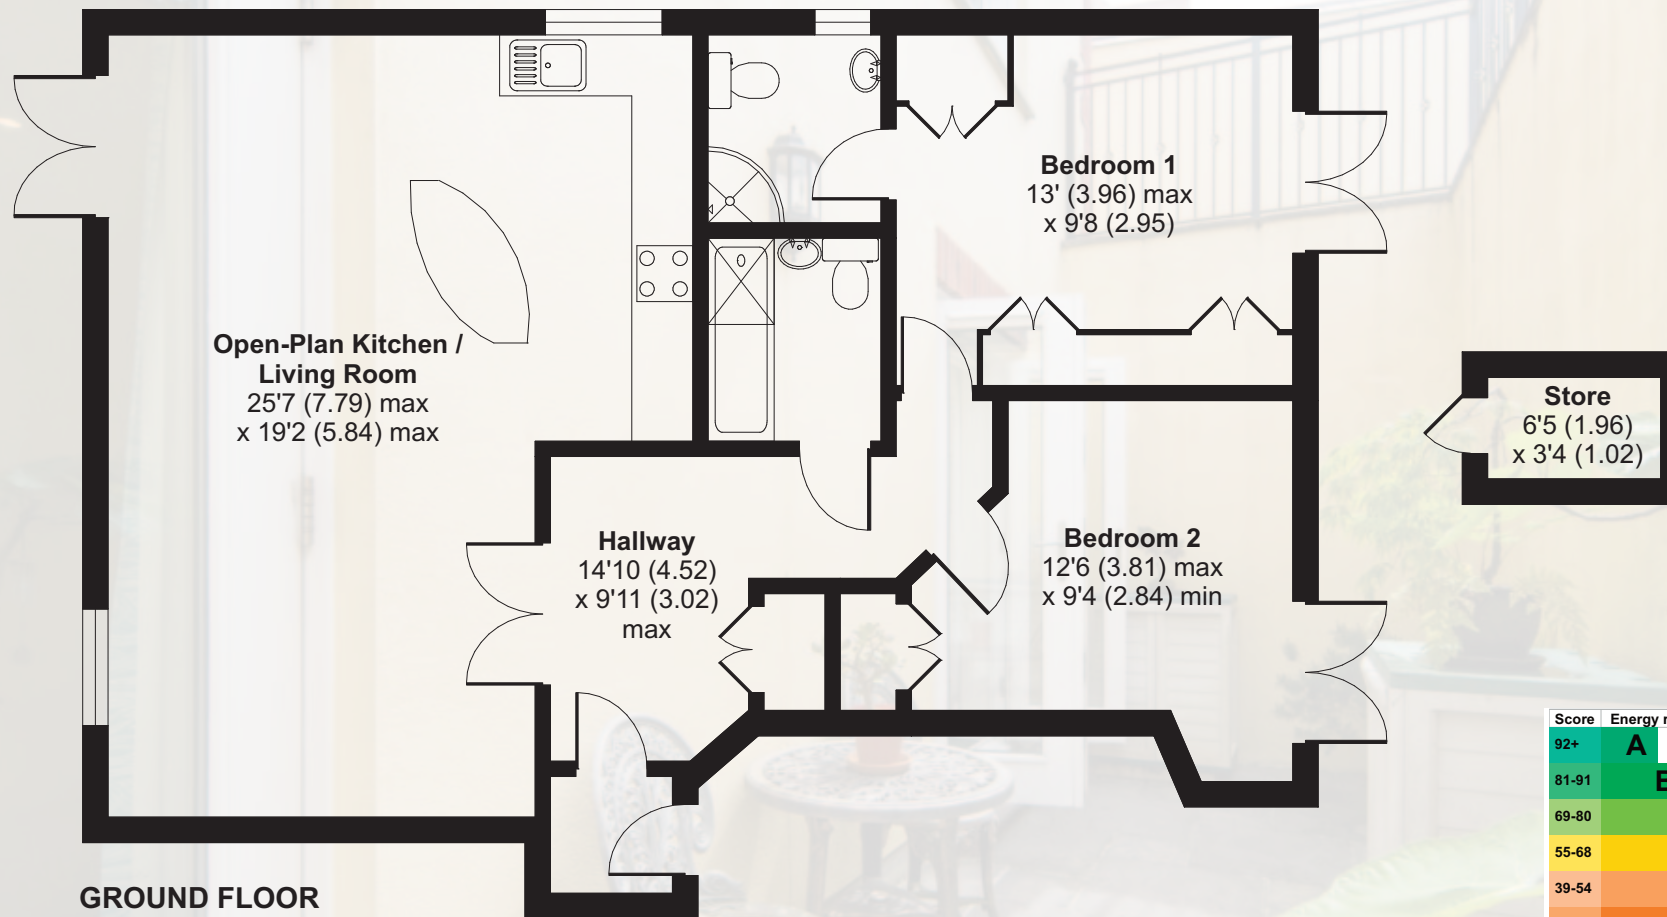 Bedroom 1
13' (3.96) max
x 9'8 (2.95)
Open-Plan Kitchen /
Living Room
25'7 (7.79) max
x 19'2 (5.84) max
Store
6'5 (1.96)
x 3'4 (1.02)
Hallway
14'10 (4.52)
x 9'11 (3.02)
max
Bedroom 2
12'6 (3.81) max
x 9'4 (2.84) min
GROUND FLOOR
Score Energy
92+ A
81-91
69-80
55-68
39-54